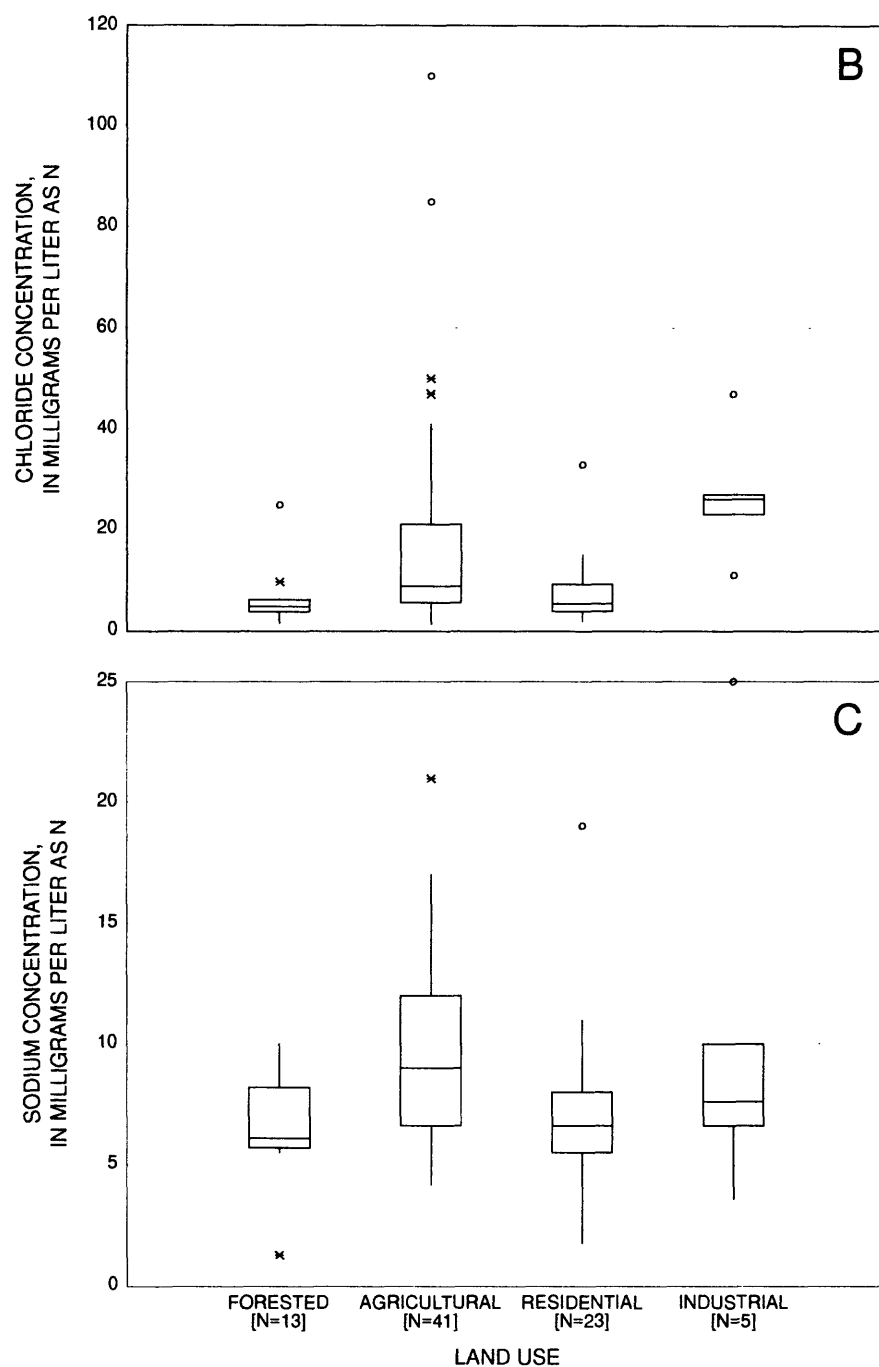 B
CHLORIDE CONCENTRATION,
IN MILLIGRAMS PER LITER AS N
120
100
80
60
40
20
0
C
SODIUM CONCENTRATION,
IN MILLIGRAMS PER LITER AS N
25
20
15
10
5
0
FORESTED AGRICULTURAL RESIDENTIAL INDUSTRIAL
[N=13] [N=41] [N=23] [N=5]
LAND USE